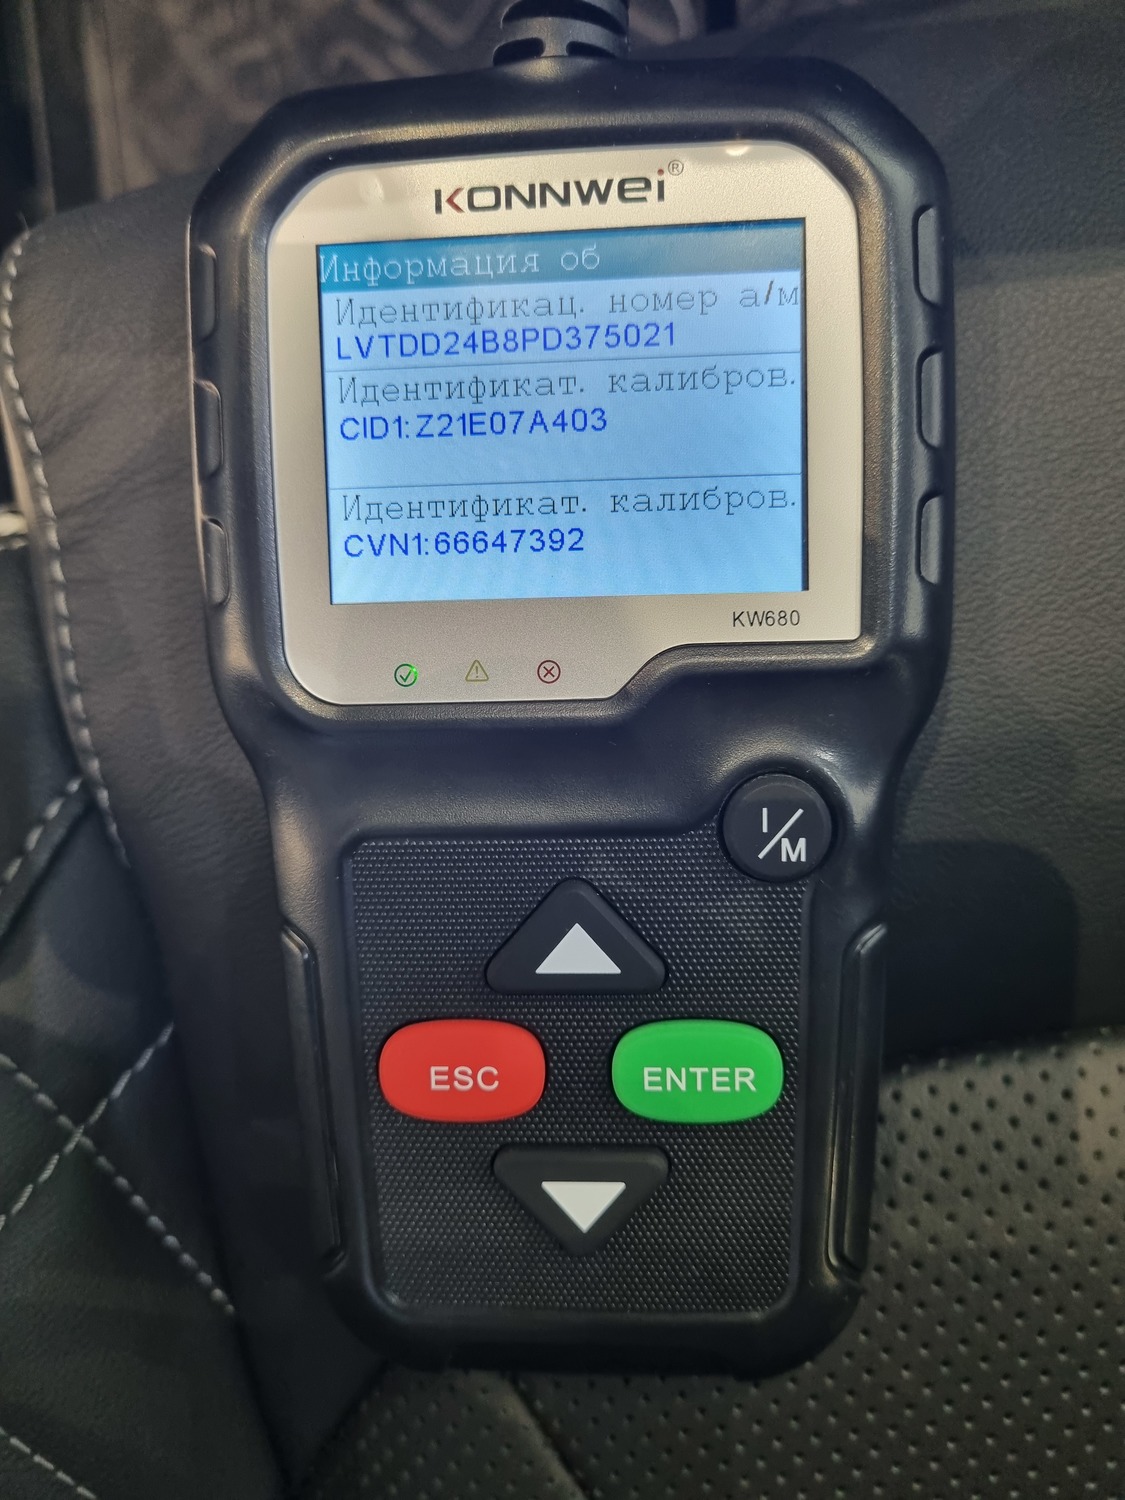 KONNWEI®
Информация об
Идентификац. номер а/м
LVTDD24B8PD375021
Идентификат. калибров.
CID1:Z21E07A403
Идентификат. калибров.
CVN1:66647392
KW680
I/M
ESC
ENTER